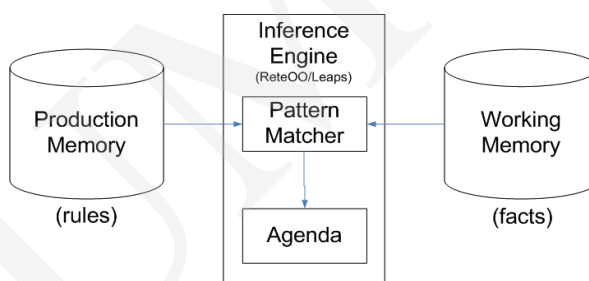 Inference
Engine
(ReteOO/Leaps)
Production
Memory
(rules)
Pattern
Matcher
Agenda
Working
Memory
(facts)